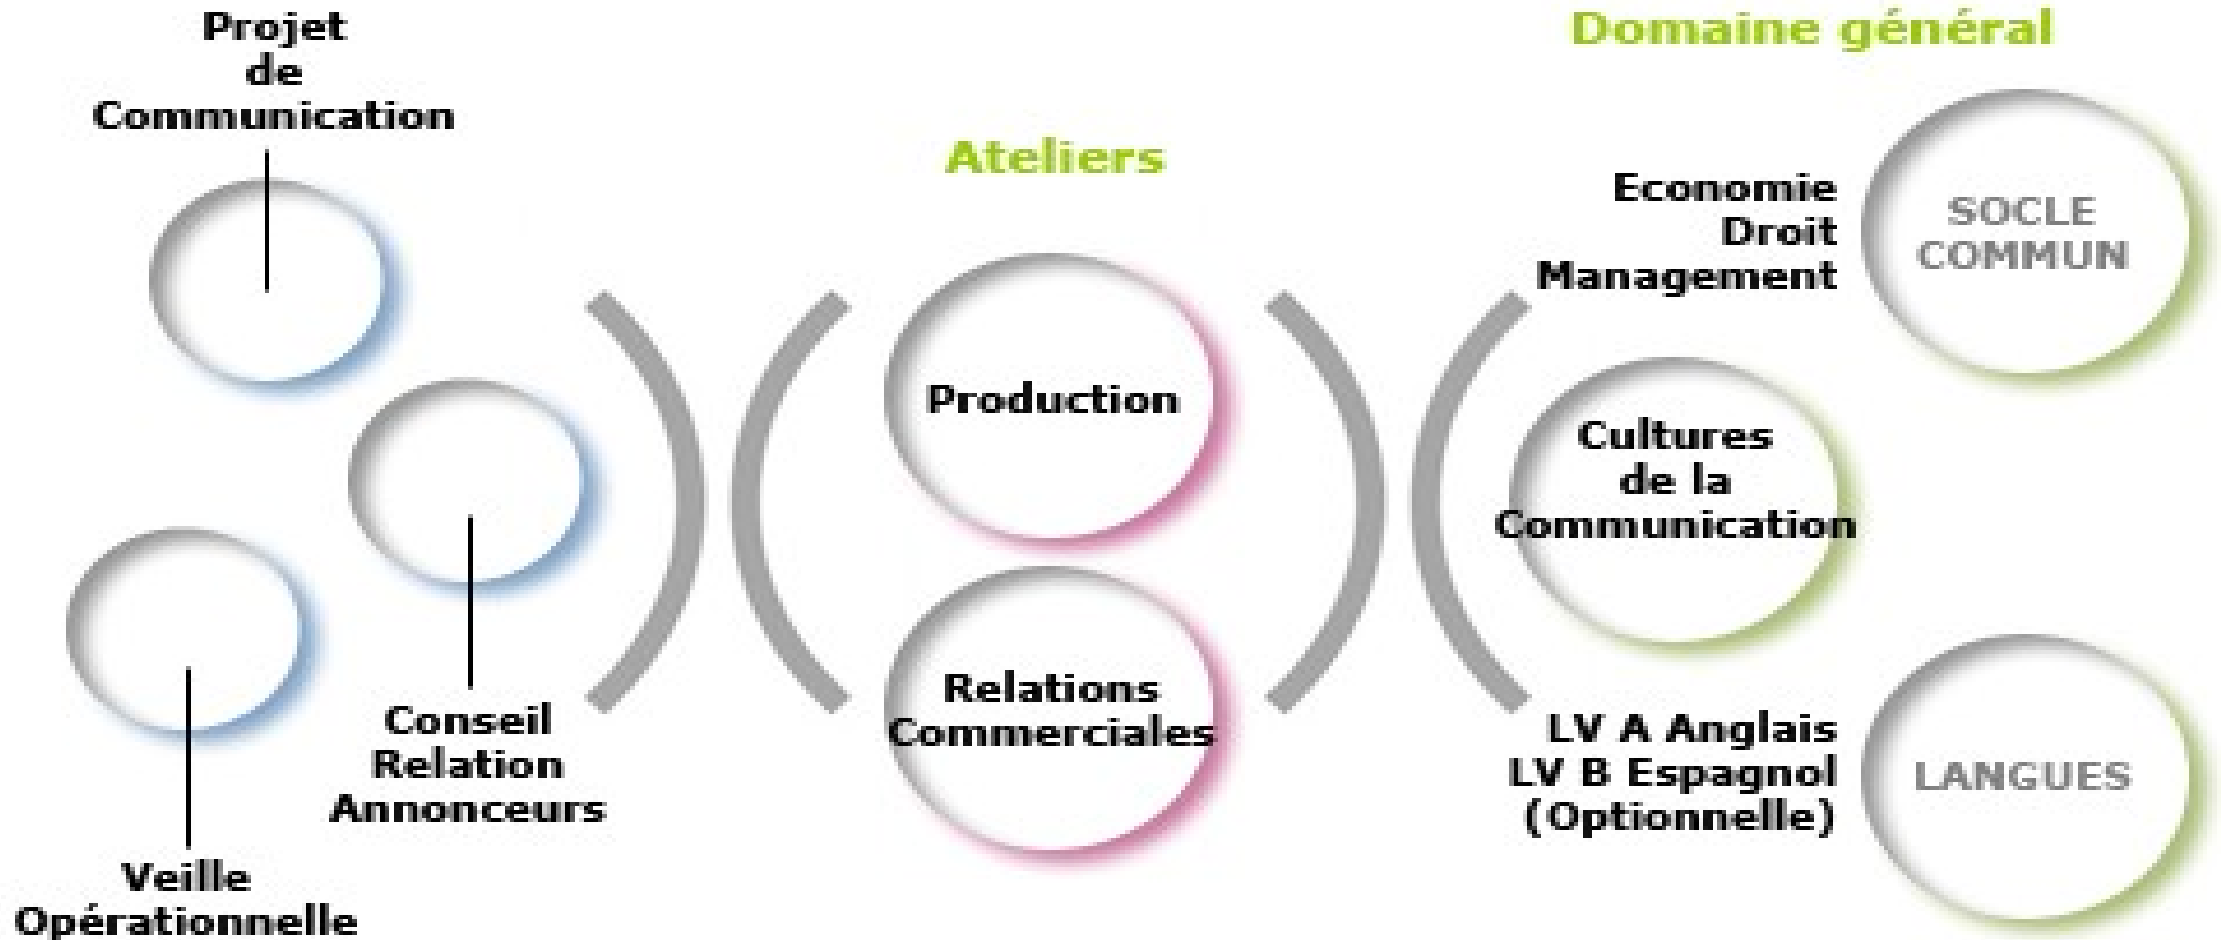 Projet
de
Communication
Conseil
Relation
Annonceurs
Veille
Opérationnelle
Ateliers
Production
Relations
Commerciales
Domaine général
Economie
Droit
Management
SOCLE
COMMUN
Cultures
de la
Communication
LV A Anglais
LV B Espagnol
(Optionnelle)
LANGUES